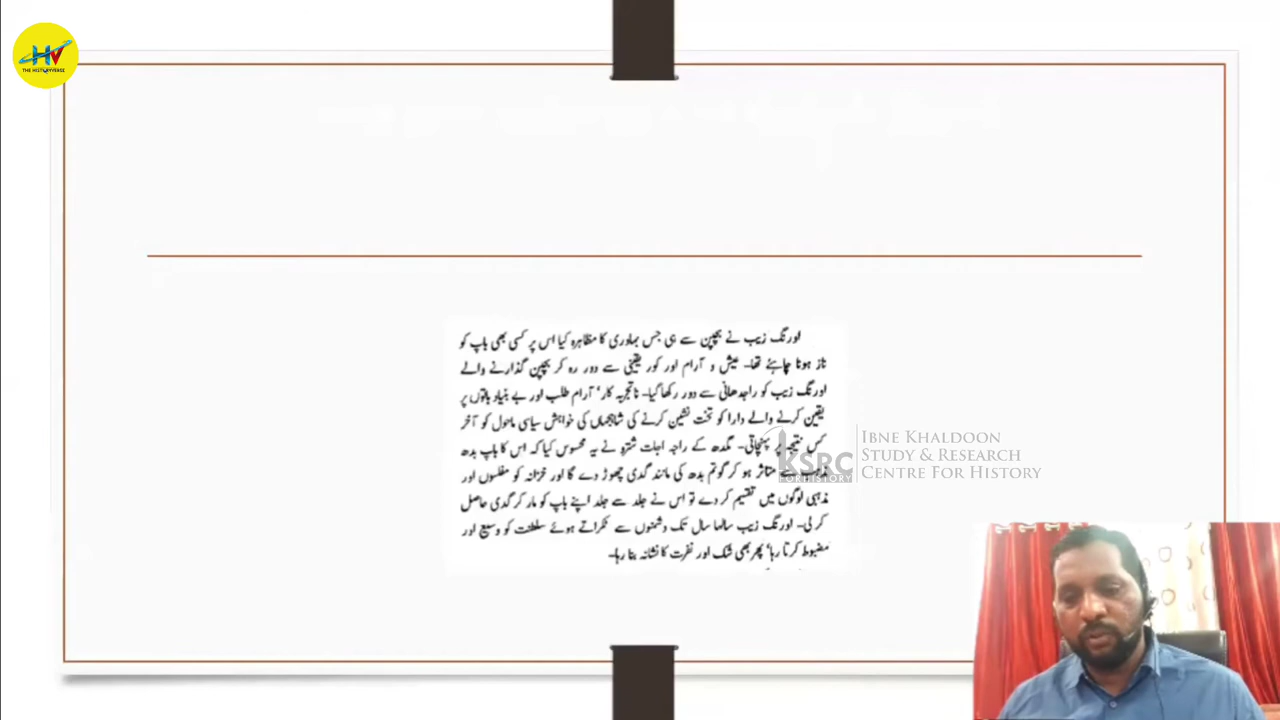 HV
THE HISTORYVERSE
اورنگ زیب نے بچپن سے ہی جس بہادری کا مظاہرہ کیا اس پر کسی بھی باپ کو
ناز ہونا چاہئے تھا۔ عیش و آرام اور کور یقینی سے دور رہ کر بچپن گذارنے والے
اورنگ زیب کو راجدھانی سے دور رکھا گیا۔ ناتجربہ کار' آرام طلب اور بے بنیاد باتوں پر
یقین کرنے والے دارا کو تخت نشین کرنے کی شاہجہاں کی خواہش سیاسی ماحول کو آخر
کس نتیجہ پر پہنچاتی۔ مگدھ کے راجہ اجات شترو نے یہ محسوس کیا کہ اس کا باپ بدھ
مذہب سے متاثر ہو کر گوتم بدھ کی مانند گدی چھوڑ دے گا اور خزانہ کو مفلسوں اور
مذہبی لوگوں میں تقسیم کر دے تو اس نے جلد سے جلد اپنے باپ کو مار کر گدی حاصل
کر لی۔ اورنگ زیب سالہا سال تک دشمنوں سے ٹکراتے ہوئے سلطنت کو وسیع اور
مضبوط کرتا رہا' پھر بھی شک اور نفرت کا نشانہ بنا رہا۔
KSRC
FOR HISTORY
IBNE KHALDOON
STUDY & RESEARCH
CENTRE FOR HISTORY